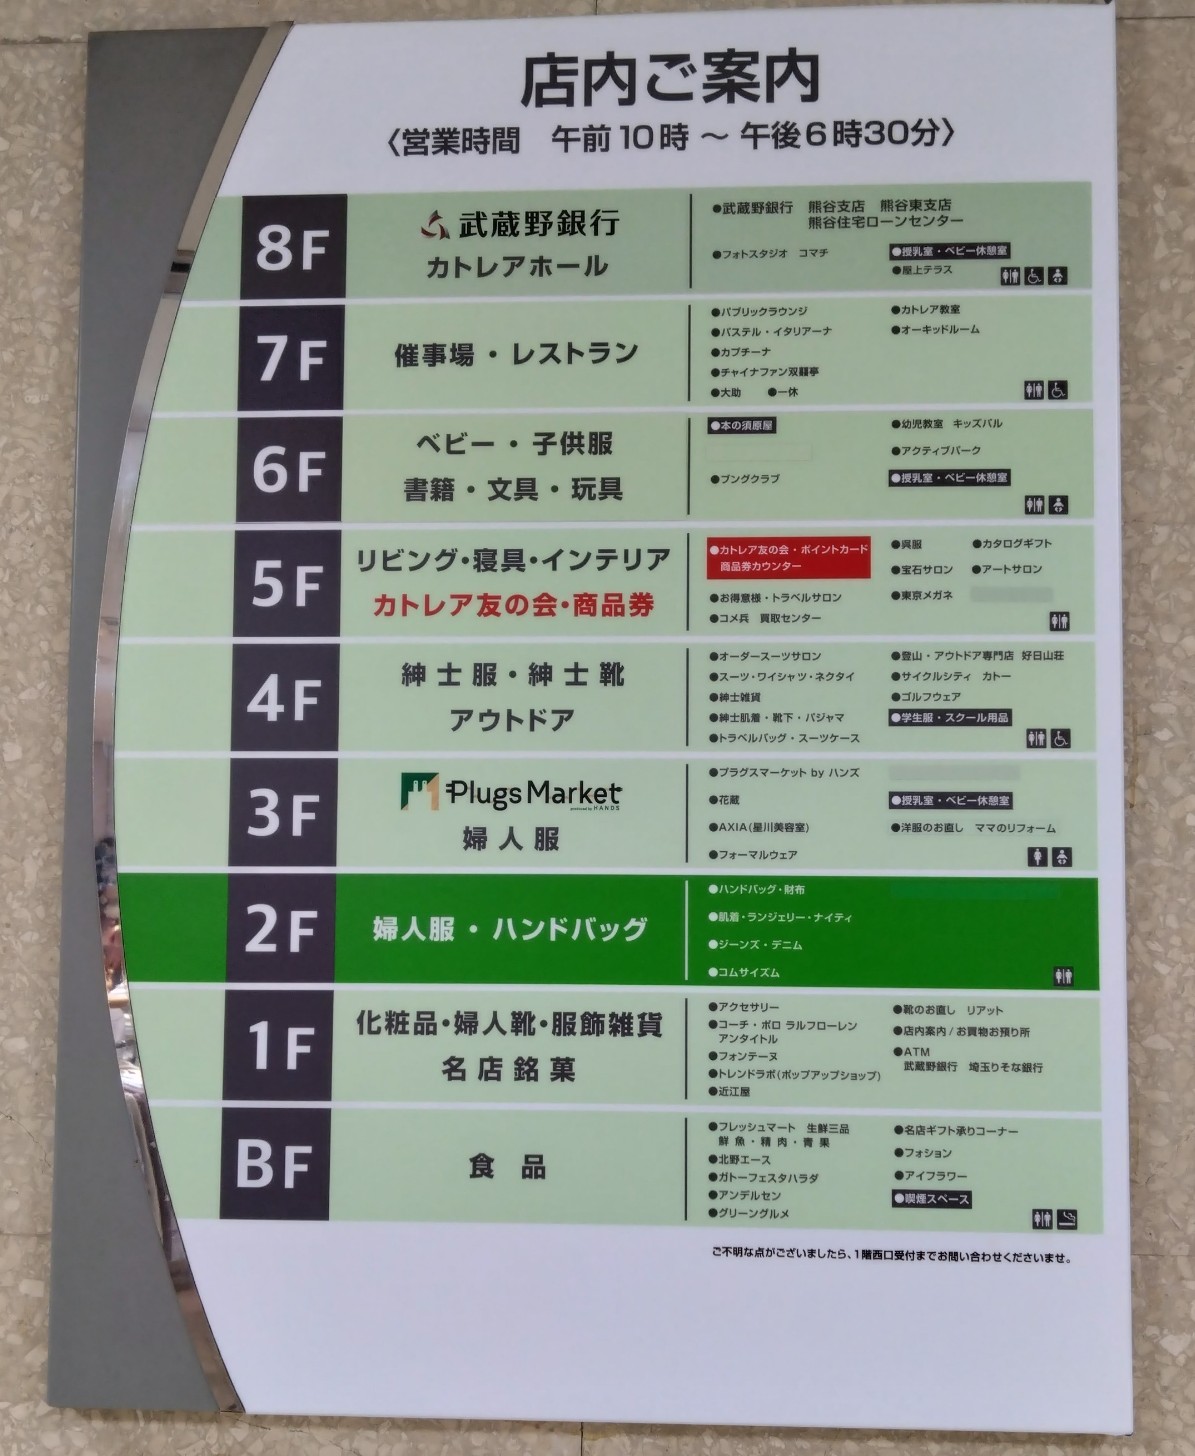 店内ご案内
〈営業時間 午前10時～午後6時30分〉
8F
武蔵野銀行
カトレアホール
●武蔵野銀行 熊谷支店 熊谷東支店
熊谷住宅ローンセンター
●フォトスタジオ コマチ
●授乳室・ベビー休憩室
●屋上テラス
7F
催事場・レストラン
●パブリックラウンジ
●パステル・イタリアーナ
●カプチーナ
●チャイナファン双囍亭
●大助 ●一休
●カトレア教室
●オーキッドルーム
6F
ベビー・子供服
書籍・文具・玩具
●本の須原屋
●ブングクラブ
●幼児教室 キッズパル
●アクティブパーク
●授乳室・ベビー休憩室
5F
リビング・寝具・インテリア
カトレア友の会・商品券
●カトレア友の会・ポイントカード
商品券カウンター
●お得意様・トラベルサロン
●コメ兵 買取センター
●呉服 ●カタログギフト
●宝石サロン ●アートサロン
●東京メガネ
4F
紳士服・紳士靴
アウトドア
●オーダースーツサロン
●スーツ・ワイシャツ・ネクタイ
●紳士雑貨
●紳士肌着・靴下・パジャマ
●トラベルバッグ・スーツケース
●登山・アウトドア専門店 好日山荘
●サイクルシティ カトー
●ゴルフウェア
●学生服・スクール用品
3F
Plugs Market
produced by HANDS
婦人服
●プラグスマーケット by ハンズ
●花蔵
●AXIA(星川美容室)
●フォーマルウェア
●授乳室・ベビー休憩室
●洋服のお直し ママのリフォーム
2F
婦人服・ハンドバッグ
●ハンドバッグ・財布
●肌着・ランジェリー・ナイティ
●ジーンズ・デニム
●コムサイズム
1F
化粧品・婦人靴・服飾雑貨
名店銘菓
●アクセサリー
●コーチ・ポロ ラルフローレン
アンタイトル
●フォンテーヌ
●トレンドラボ(ポップアップショップ)
●近江屋
●靴のお直し リアット
●店内案内/お買物お預り所
●ATM
武蔵野銀行 埼玉りそな銀行
BF
食品
●フレッシュマート 生鮮三品
鮮魚・精肉・青果
●北野エース
●ガトーフェスタハラダ
●アンデルセン
●グリーングルメ
●名店ギフト承りコーナー
●フォション
●アイフラワー
●喫煙スペース
ご不明な点がございましたら、1階西口受付までお問い合わせくださいませ。